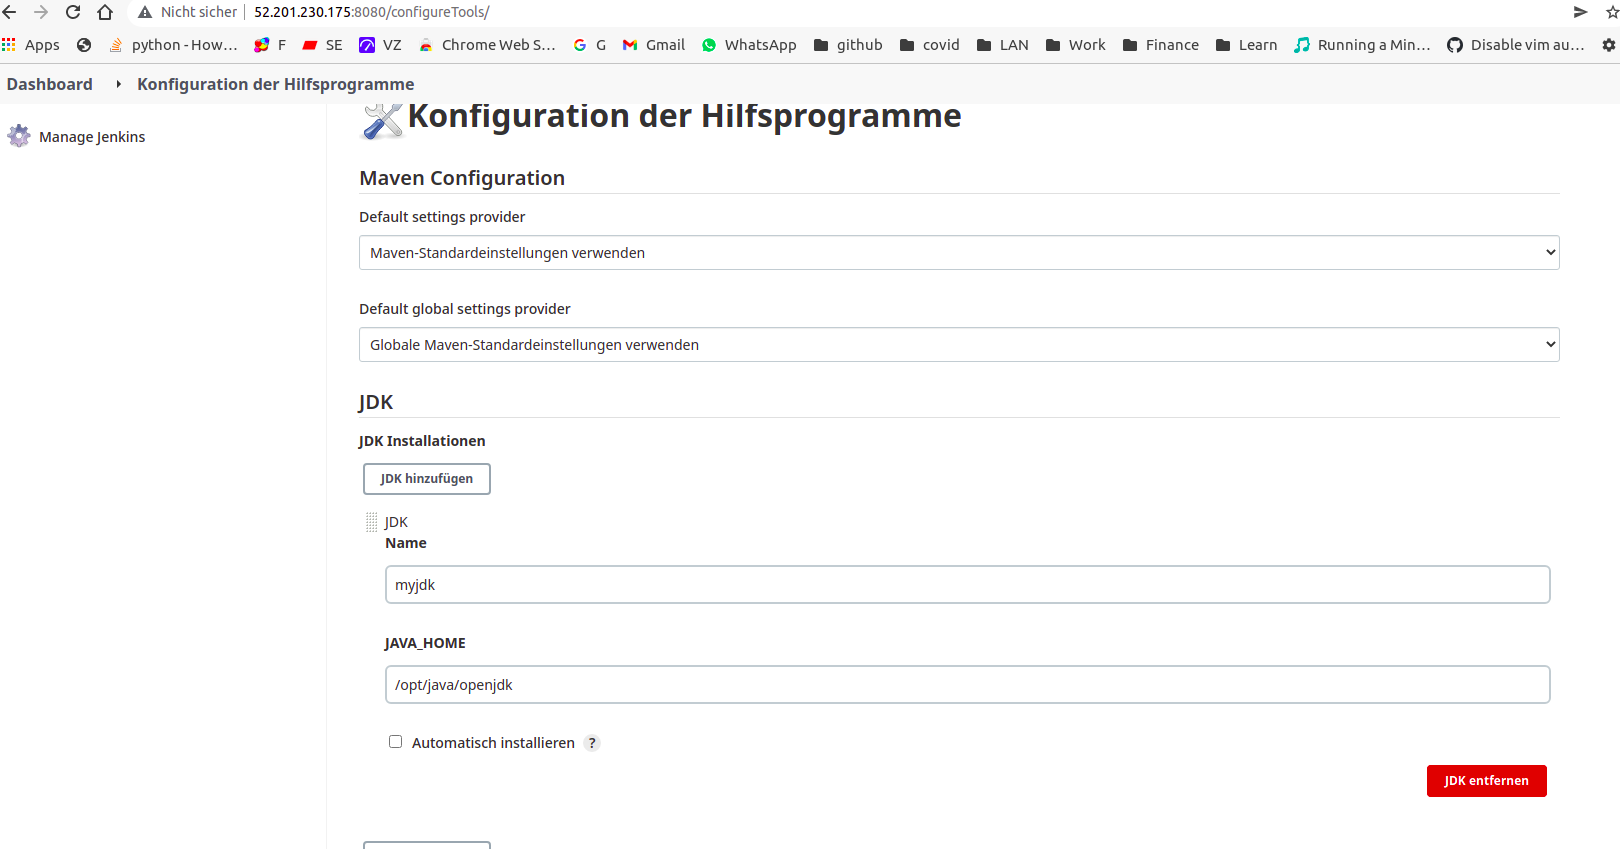 Nicht sicher 52.201.230.175:8080/configureTools/
Apps python - How... F SE VZ Chrome Web S... G Gmail WhatsApp github covid LAN Work Finance Learn Running a Min... Disable vim au...
Dashboard Konfiguration der Hilfsprogramme
Manage Jenkins
Konfiguration der Hilfsprogramme
Maven Configuration
Default settings provider
Maven-Standardeinstellungen verwenden
Default global settings provider
Globale Maven-Standardeinstellungen verwenden
JDK
JDK Installationen
JDK hinzufügen
JDK
Name
myjdk
JAVA_HOME
/opt/java/openjdk
Automatisch installieren ?
JDK entfernen